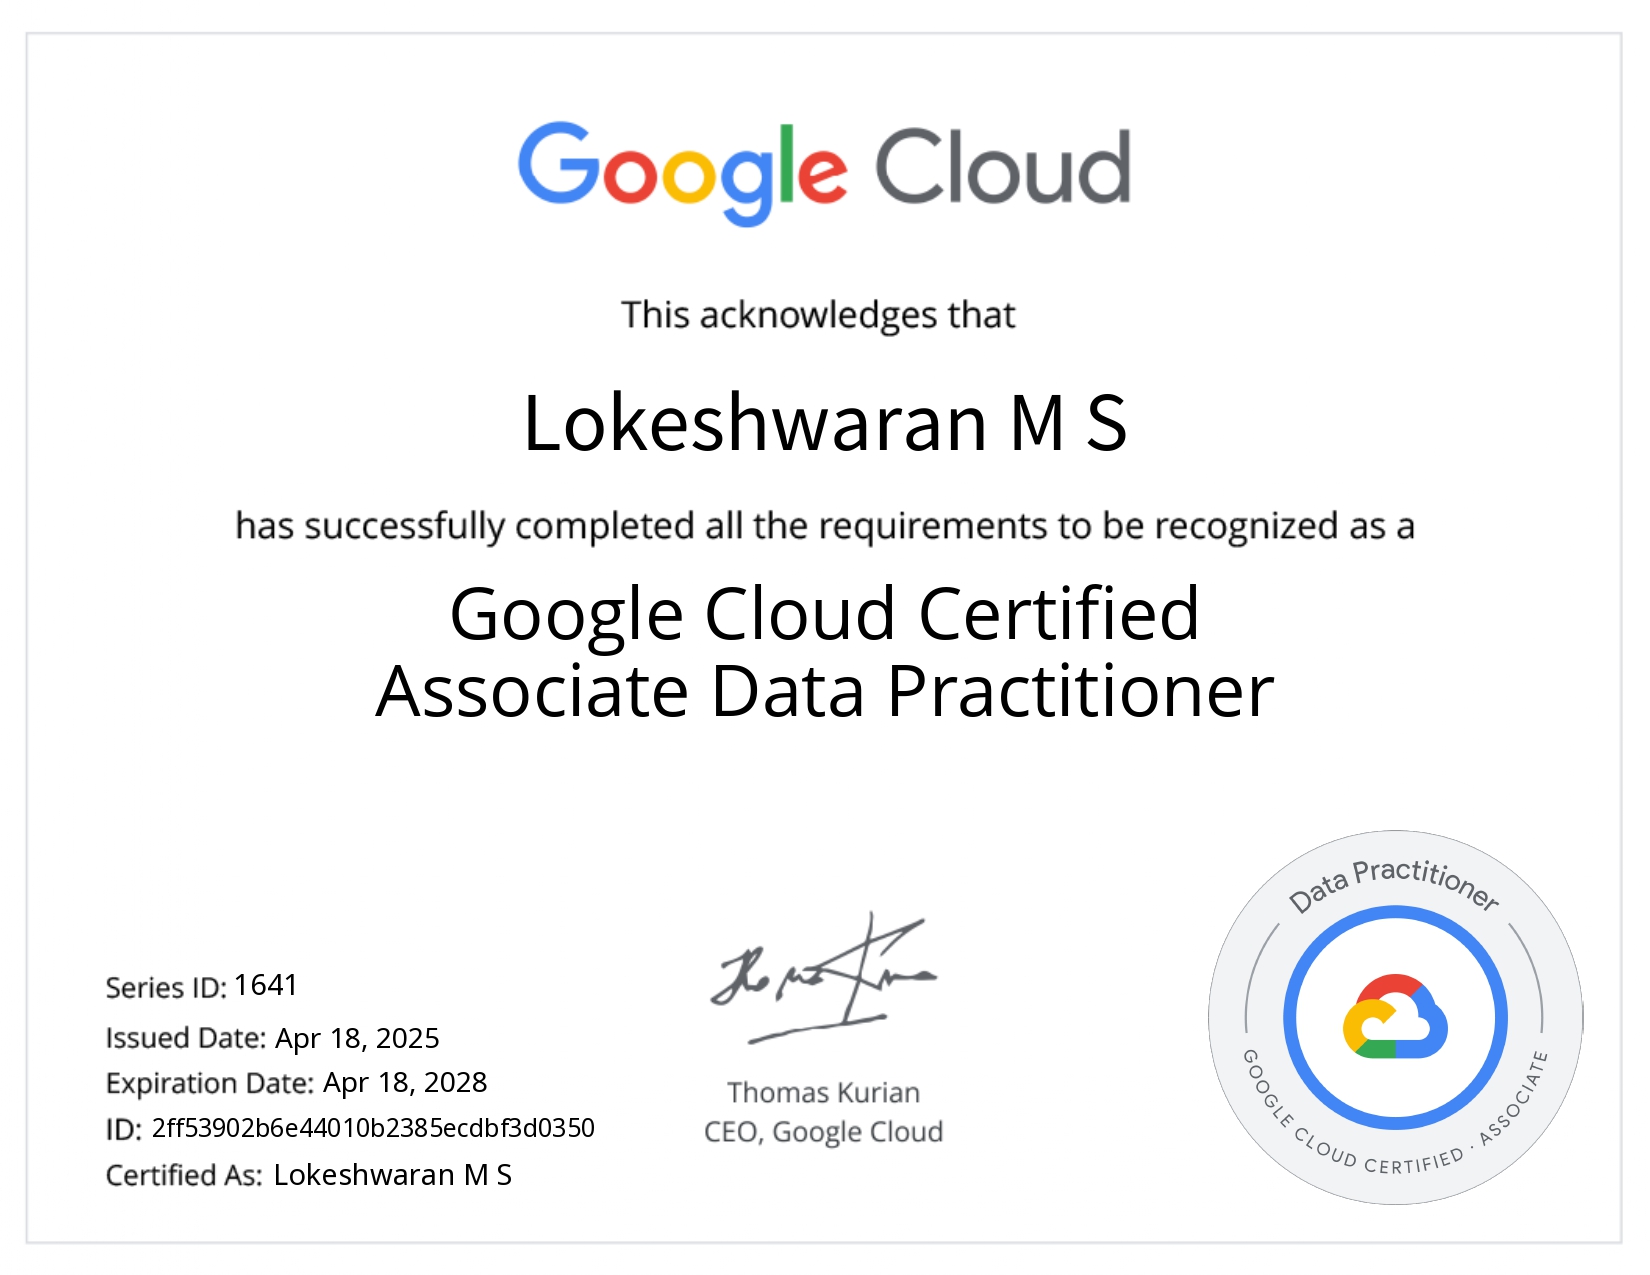 Google Cloud
This acknowledges that
Lokeshwaran M S
has successfully completed all the requirements to be recognized as a
Google Cloud Certified
Associate Data Practitioner
Series ID: 1641
Issued Date: Apr 18, 2025
Expiration Date: Apr 18, 2028
ID: 2ff53902b6e44010b2385ecdbf3d0350
Certified As: Lokeshwaran M S
Thomas Kurian
CEO, Google Cloud
Data Practitioner
GOOGLE CLOUD CERTIFIED · ASSOCIATE